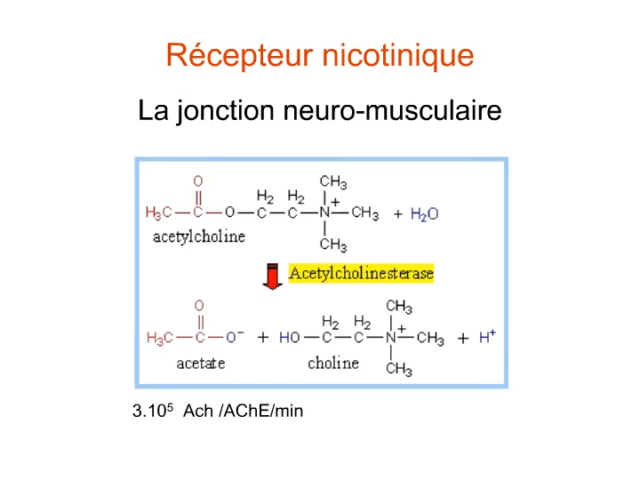 Récepteur nicotinique
La jonction neuro-musculaire
O CH₃
H₂ H₂ +
H₃C—C—O—C—C—N—CH₃ + H₂O
acetylcholine CH₃
Acetylcholinesterase
O CH₃
H₂ H₂ +
H₃C—C—O⁻ + HO—C—C—N—CH₃ + H⁺
acetate choline CH₃
3.10⁵ Ach /AChE/min